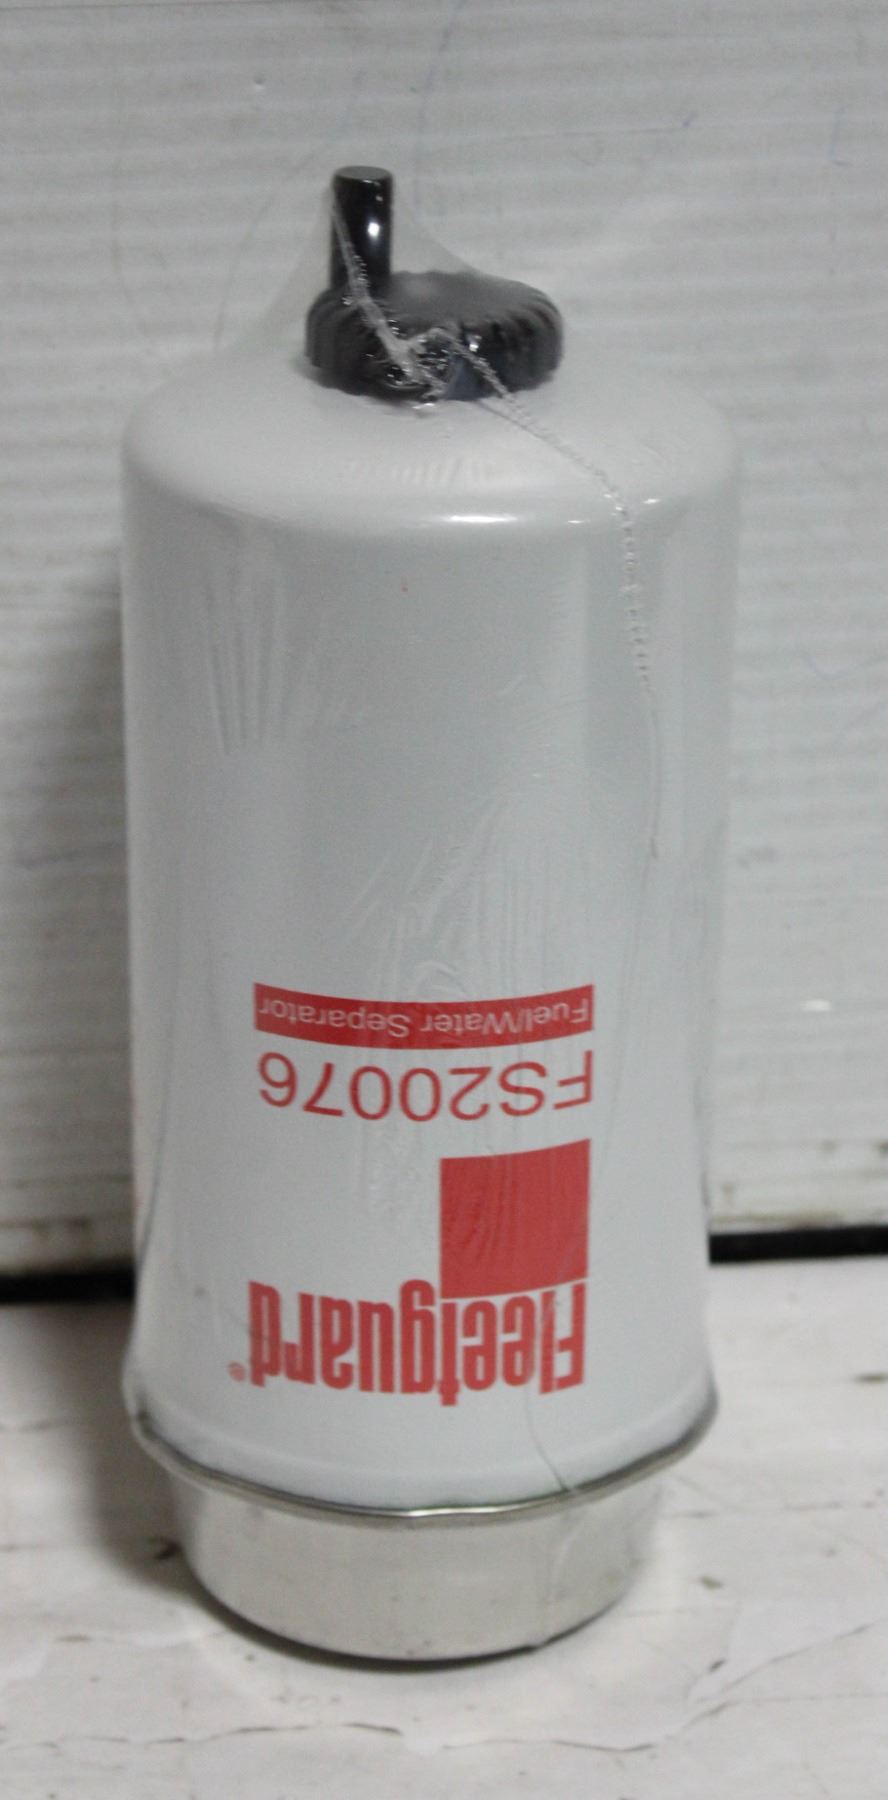 Fleetguard®
FS20076
Fuel/Water Separator